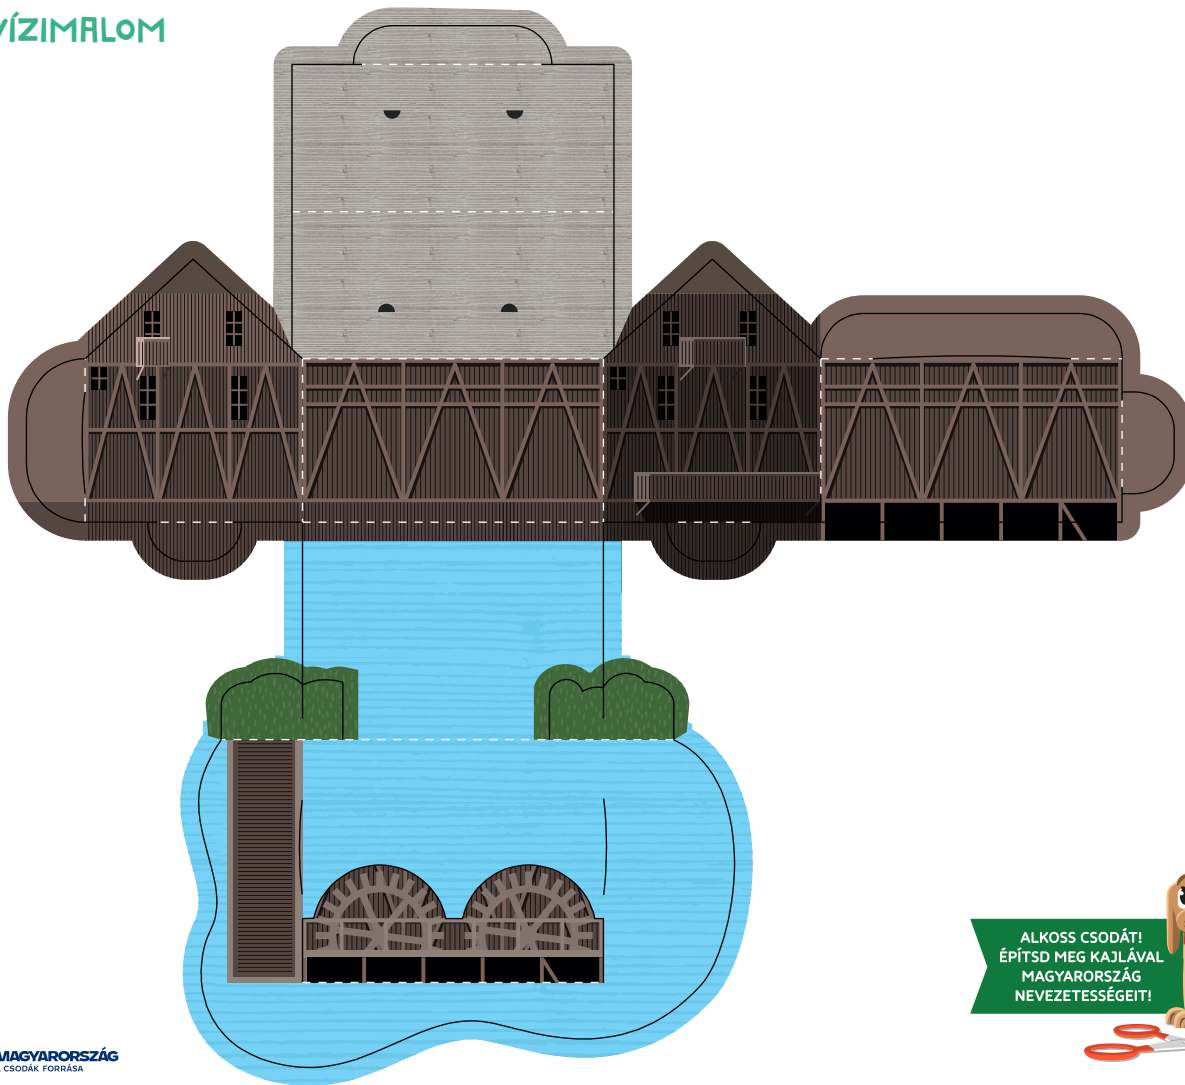 VÍZIMALOM
ALKOSS CSODÁT!
ÉPÍTSD MEG KAJLÁVAL
MAGYARORSZÁG
NEVEZETESSÉGEIT!
MAGYARORSZÁG
CSODÁK FORRÁSA